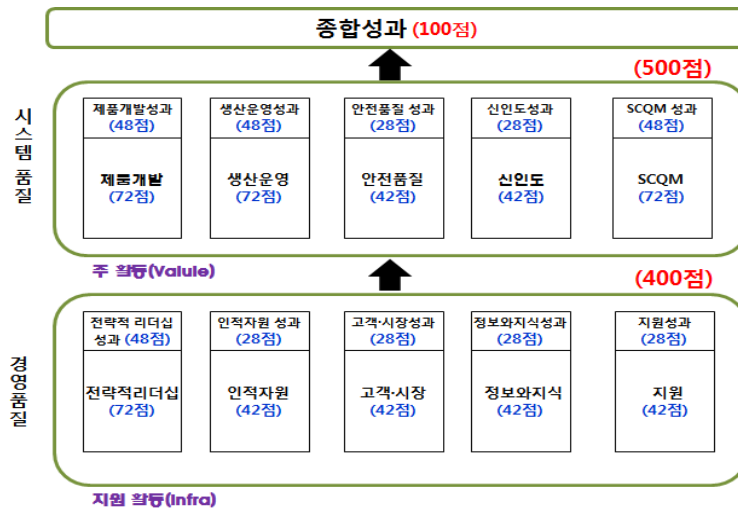 종합성과 (100점)
(500점)
시스템 품질
제품개발성과
(48점)
생산운영성과
(48점)
안전품질 성과
(28점)
신인도성과
(28점)
SCQM 성과
(48점)
제품개발
(72점)
생산운영
(72점)
안전품질
(42점)
신인도
(42점)
SCQM
(72점)
주 활동(Valule)
(400점)
경영품질
전략적 리더십
성과 (48점)
인적자원 성과
(28점)
고객·시장성과
(28점)
정보와지식성과
(28점)
지원성과
(28점)
전략적리더십
(72점)
인적자원
(42점)
고객·시장
(42점)
정보와지식
(42점)
지원
(42점)
지원 활동(Infra)